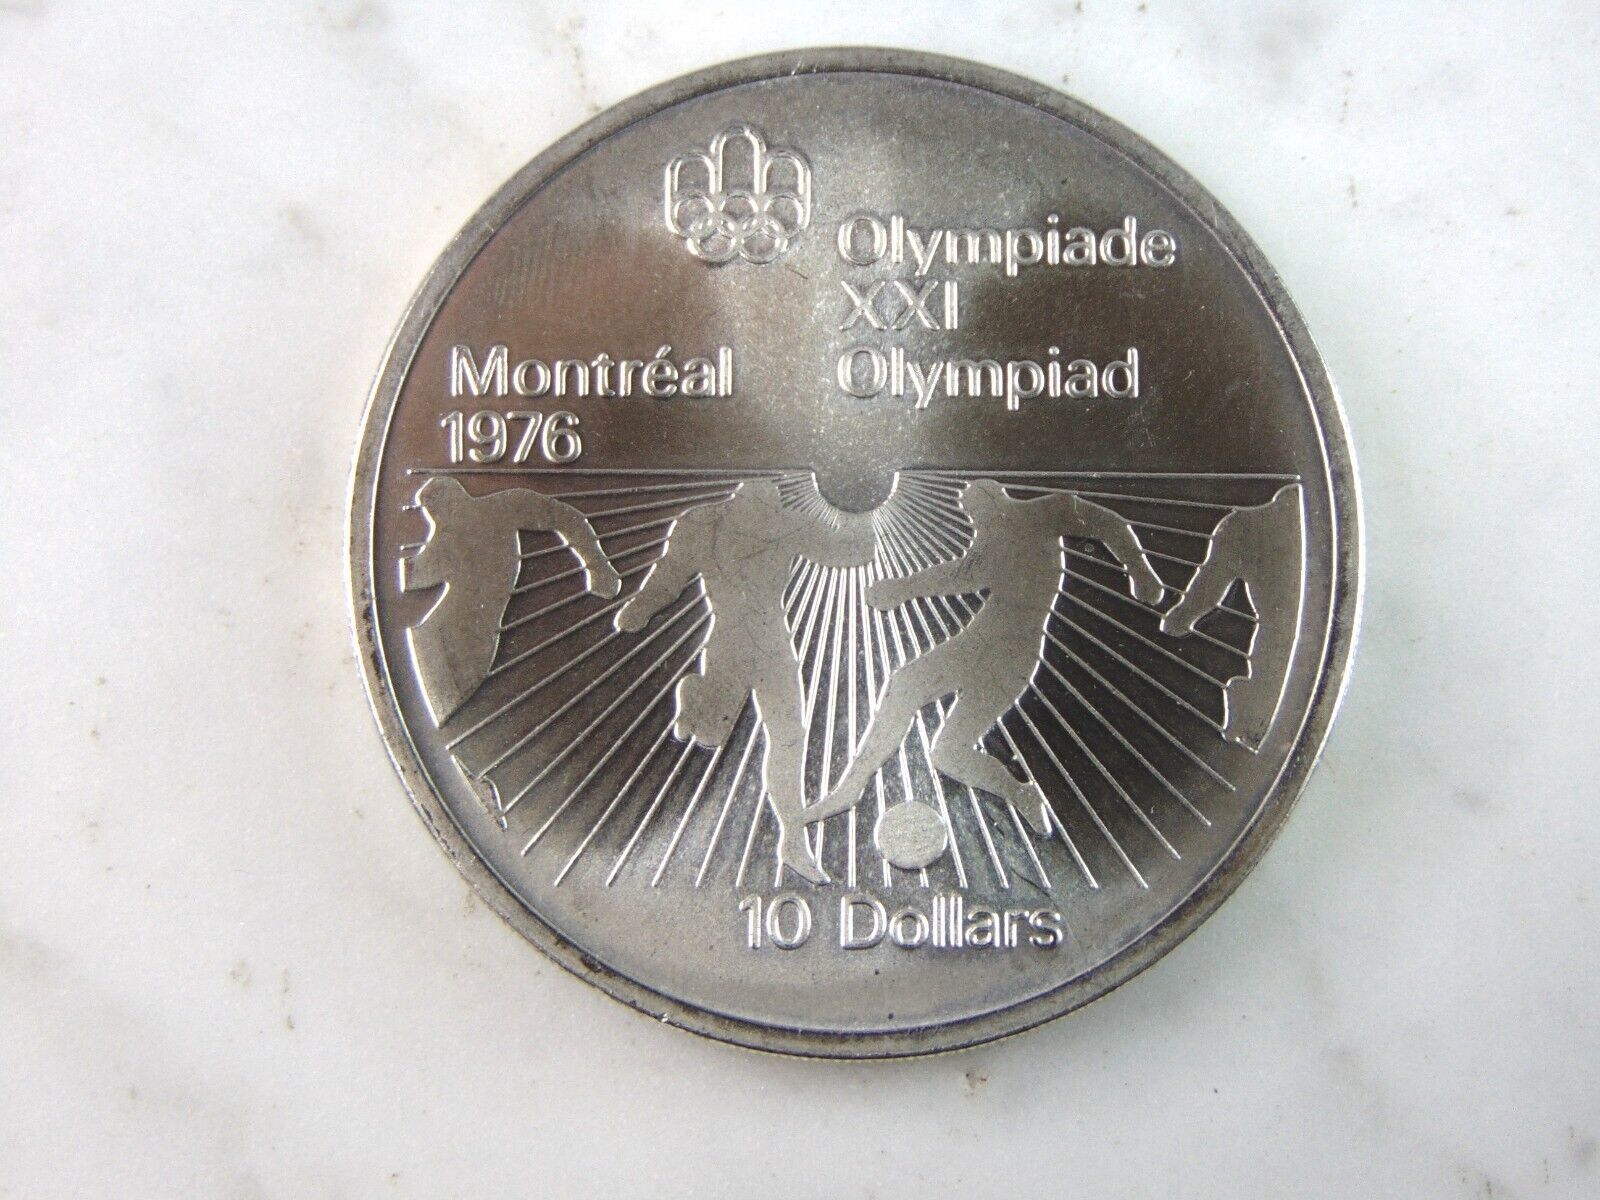 Olympiade
XXI
Olympiad
Montréal
1976
10 Dollars